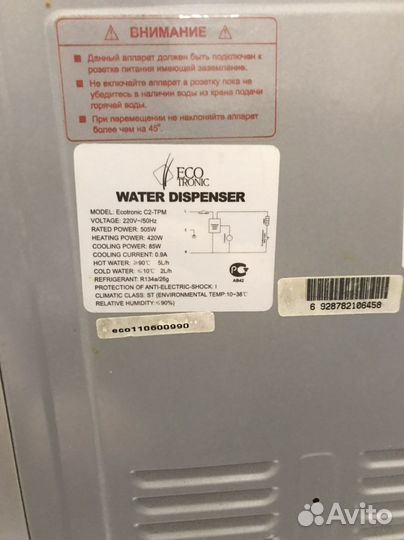 ВНИМАНИЕ
Данный аппарат должен быть подключен к
розетке питания имеющей заземление.
Не включайте аппарат в розетку пока не
убедитесь в наличии воды из крана подачи
горячей воды.
При перемещении не наклоняйте аппарат
более чем на 45°.
ECO
TRONIC
WATER DISPENSER
MODEL: Ecotronic C2-TPM
VOLTAGE: 220V~/50Hz
RATED POWER: 505W
HEATING POWER: 420W
COOLING POWER: 85W
COOLING CURRENT: 0.9A
HOT WATER: ≥90°C 5L/h
COLD WATER: ≤10°C 2L/h
REFRIGERANT: R134a/28g
PROTECTION OF ANTI-ELECTRIC-SHOCK: I
CLIMATIC CLASS: ST (ENVIRONMENTAL TEMP:10~38°C
RELATIVE HUMIDITY: ≤90%)
РСТ
АВ42
eco110600990
6 928782106458
Avito